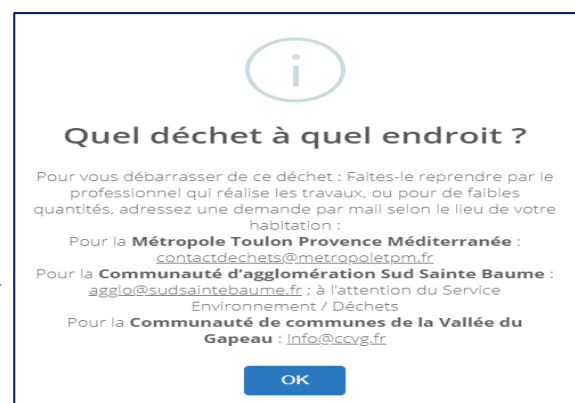 i
Quel déchet à quel endroit ?
Pour vous débarrasser de ce déchet : Faites-le reprendre par le
professionnel qui réalise les travaux, ou pour de faibles
quantités, adressez une demande par mail selon le lieu de votre
habitation :
Pour la Métropole Toulon Provence Méditerranée :
contactdechets@metropoletpm.fr
Pour la Communauté d'agglomération Sud Sainte Baume :
agglo@sudsaintebaume.fr ; à l'attention du Service
Environnement / Déchets
Pour la Communauté de communes de la Vallée du
Gapeau : info@ccvg.fr
OK